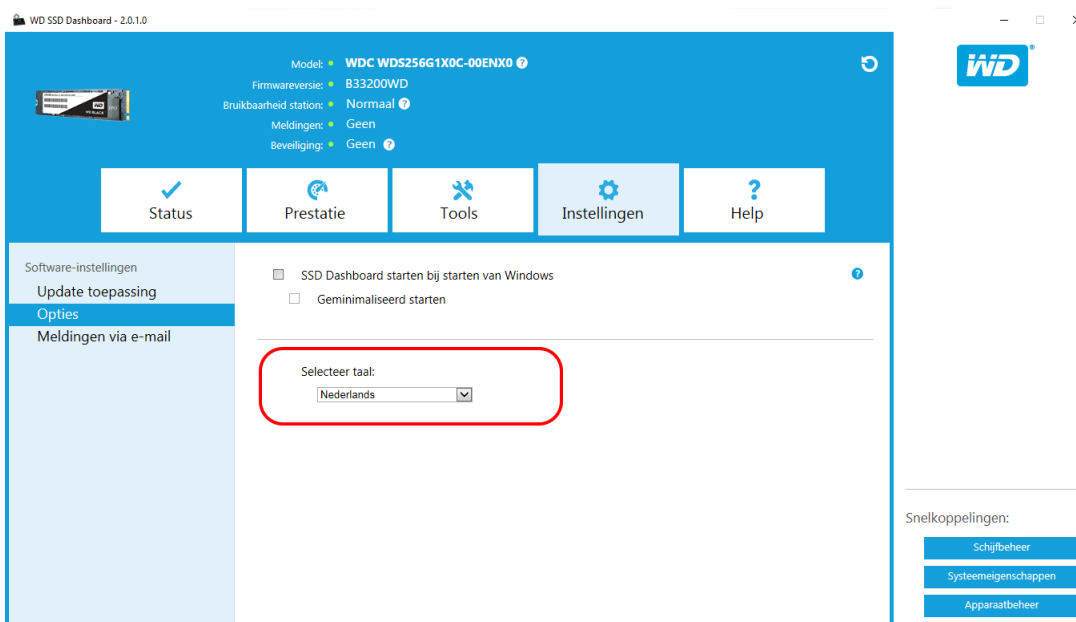 WD SSD Dashboard - 2.0.1.0
Model: WDC WDS256G1X0C-00ENX0 ?
Firmwareversie: B33200WD
Bruikbaarheid station: Normaal ?
Meldingen: Geen
Beveiliging: Geen ?
WD®
Status
Prestatie
Tools
Instellingen
? Help
Software-instellingen
Update toepassing
Opties
Meldingen via e-mail
SSD Dashboard starten bij starten van Windows ?
Geminimaliseerd starten
Selecteer taal:
Nederlands
Snelkoppelingen:
Schijfbeheer
Systeemeigenschappen
Apparaatbeheer